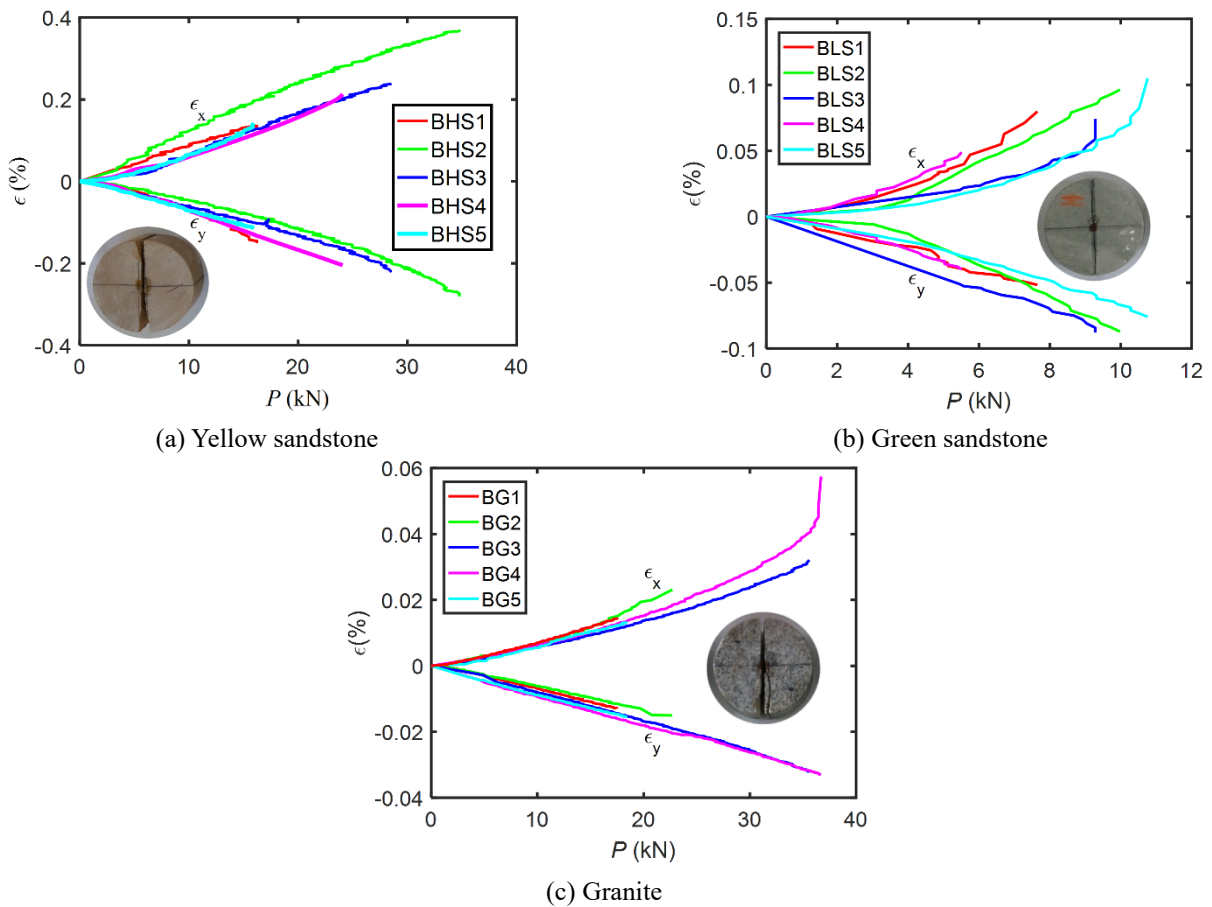 0.4
0.2
0
-0.2
-0.4
ϵ(%)
ϵx
ϵy
BHS1
BHS2
BHS3
BHS4
BHS5
0 10 20 30 40
P (kN)
(a) Yellow sandstone
0.15
0.10
0.05
0
-0.05
-0.1
ϵ(%)
BLS1
BLS2
BLS3
BLS4
BLS5
ϵx
ϵy
0 2 4 6 8 10 12
P (kN)
(b) Green sandstone
0.06
0.04
0.02
0
-0.02
-0.04
ϵ(%)
BG1
BG2
BG3
BG4
BG5
ϵx
ϵy
0 10 20 30 40
P (kN)
(c) Granite